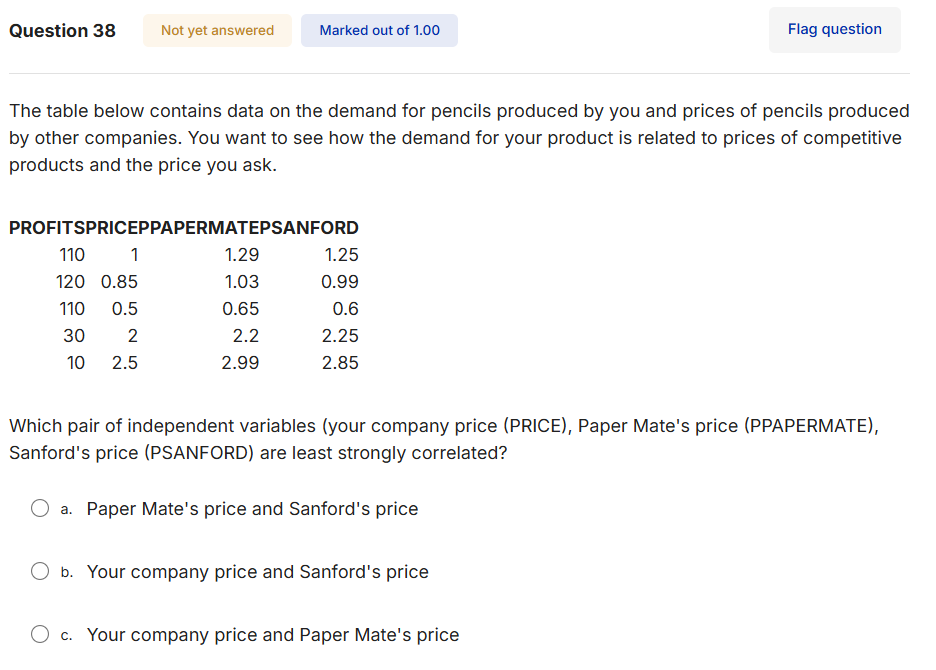 Question 38 Not yet answered Marked out of 1.00 Flag question
The table below contains data on the demand for pencils produced by you and prices of pencils produced
by other companies. You want to see how the demand for your product is related to prices of competitive
products and the price you ask.
PROFITSPRICEPPAPERMATEPSANFORD
110 1 1.29 1.25
120 0.85 1.03 0.99
110 0.5 0.65 0.6
30 2 2.2 2.25
10 2.5 2.99 2.85
Which pair of independent variables (your company price (PRICE), Paper Mate's price (PPAPERMATE),
Sanford's price (PSANFORD) are least strongly correlated?
a. Paper Mate's price and Sanford's price
b. Your company price and Sanford's price
c. Your company price and Paper Mate's price